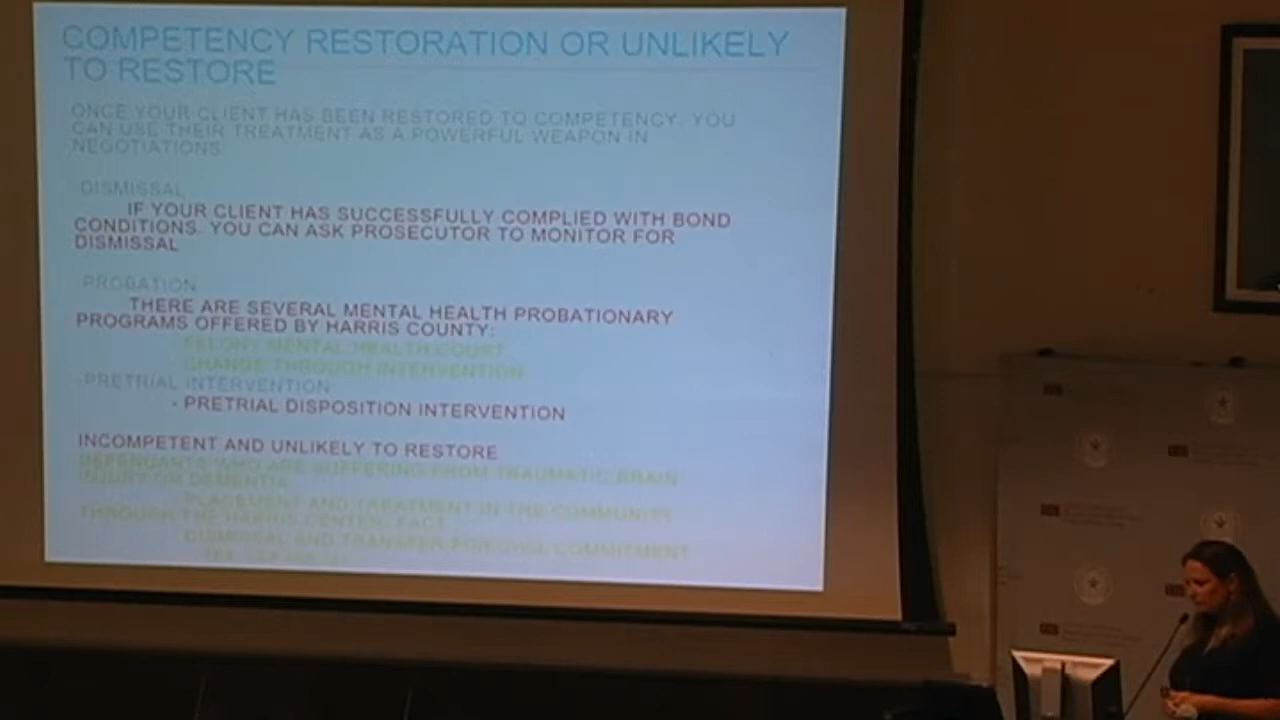 COMPETENCY RESTORATION OR UNLIKELY
TO RESTORE
ONCE YOUR CLIENT HAS BEEN RESTORED TO COMPETENCY, YOU
CAN USE THEIR TREATMENT AS A POWERFUL WEAPON IN
NEGOTIATIONS
-DISMISSAL
IF YOUR CLIENT HAS SUCCESSFULLY COMPLIED WITH BOND
CONDITIONS, YOU CAN ASK PROSECUTOR TO MONITOR FOR
DISMISSAL
-PROBATION
THERE ARE SEVERAL MENTAL HEALTH PROBATIONARY
PROGRAMS OFFERED BY HARRIS COUNTY:
- FELONY MENTAL HEALTH COURT
- CHANGE THROUGH INTERVENTION
-PRETRIAL INTERVENTION
- PRETRIAL DISPOSITION INTERVENTION
INCOMPETENT AND UNLIKELY TO RESTORE
DEFENDANTS WHO ARE SUFFERING FROM TRAUMATIC BRAIN
INJURY OR DEMENTIA
- PLACEMENT AND TREATMENT IN THE COMMUNITY
THROUGH THE HARRIS CENTER, FACT
- DISMISSAL AND TRANSFER FOR CIVIL COMMITMENT